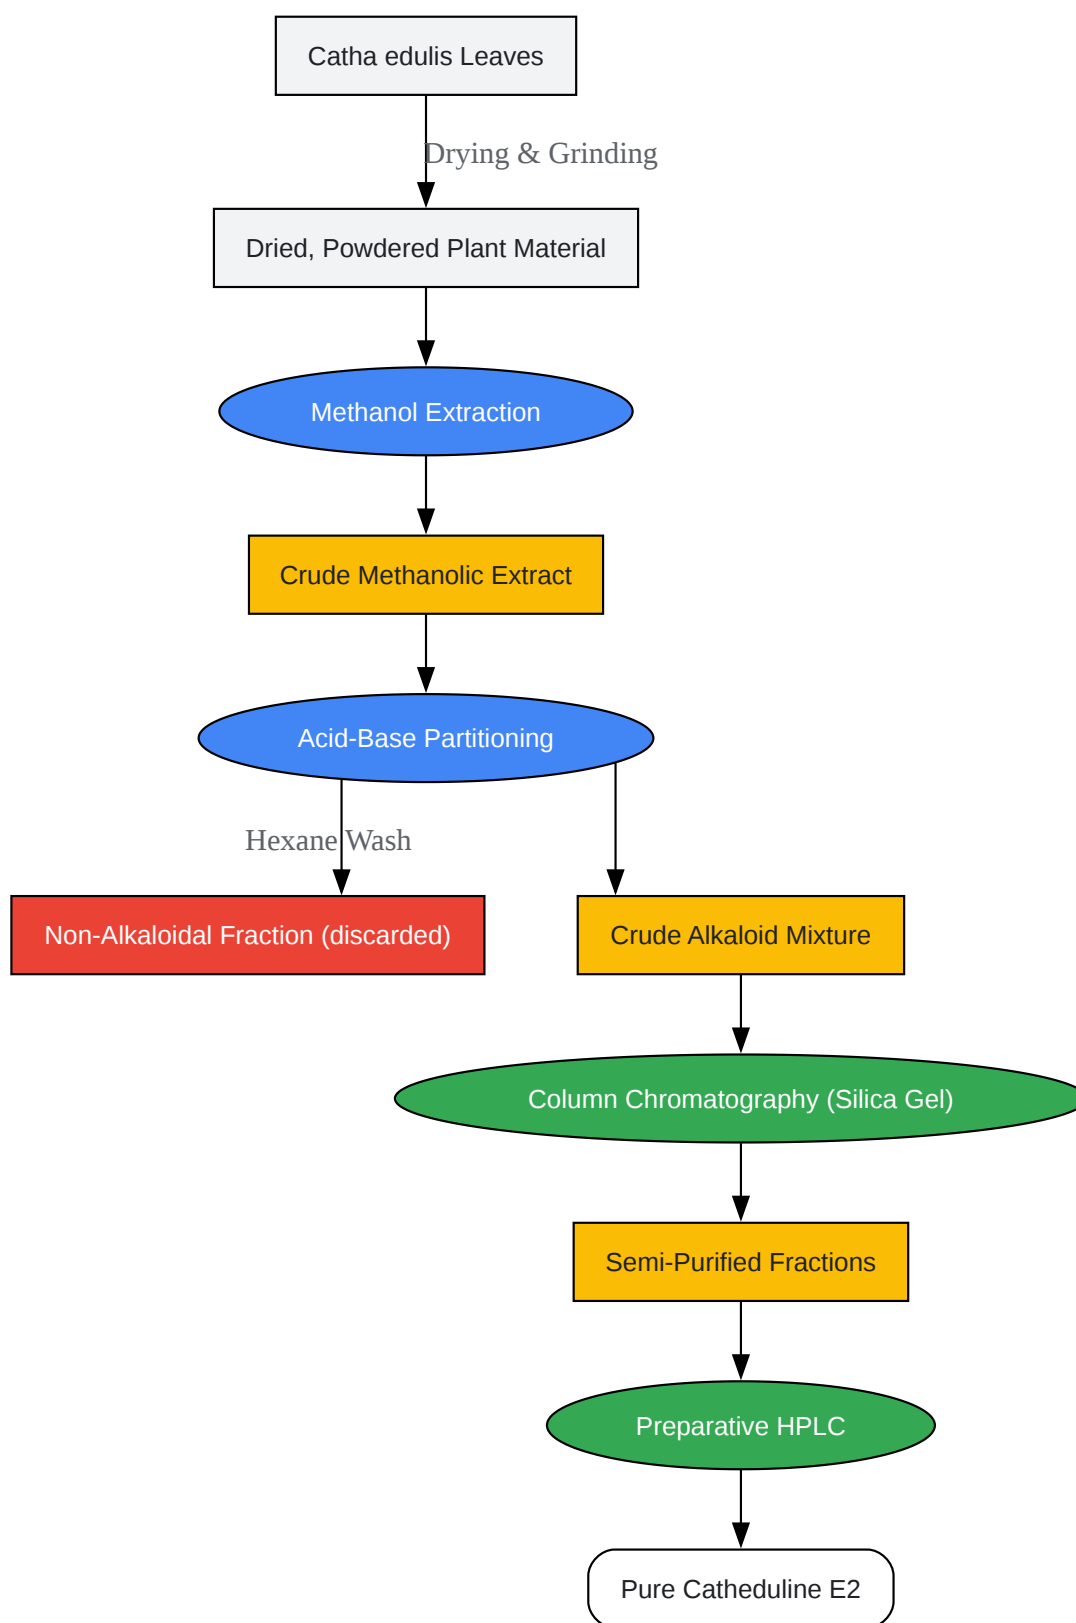 Catha edulis Leaves
Drying & Grinding
Dried, Powdered Plant Material
Methanol Extraction
Crude Methanolic Extract
Acid-Base Partitioning
Hexane Wash
Non-Alkaloidal Fraction (discarded)
Crude Alkaloid Mixture
Column Chromatography (Silica Gel)
Semi-Purified Fractions
Preparative HPLC
Pure Catheduline E2